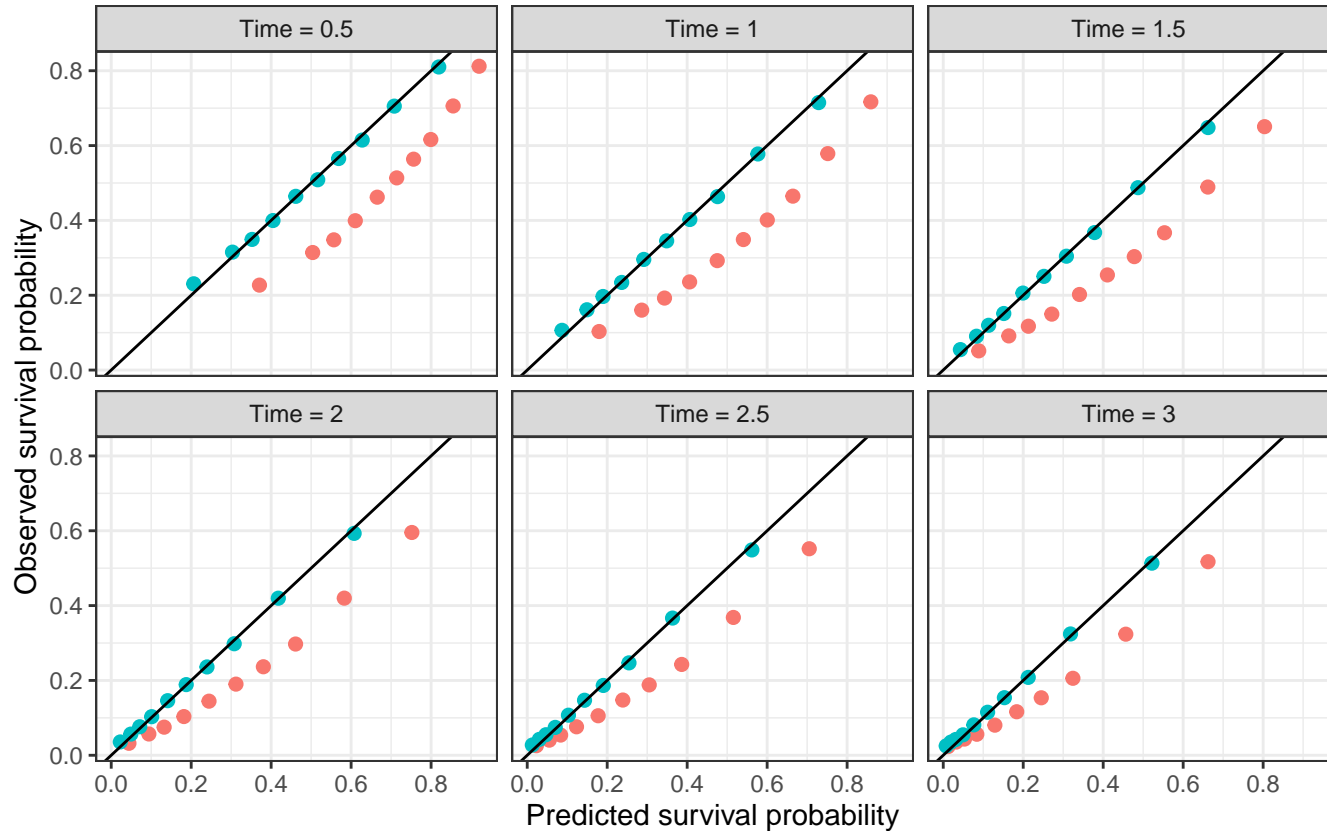 Time = 0.5
Time = 1
Time = 1.5
0.8
0.6
0.4
0.2
0.0
Time = 2
Time = 2.5
Time = 3
0.8
0.6
0.4
0.2
0.0
0.0 0.2 0.4 0.6 0.8
0.0 0.2 0.4 0.6 0.8
0.0 0.2 0.4 0.6 0.8
Observed survival probability
Predicted survival probability